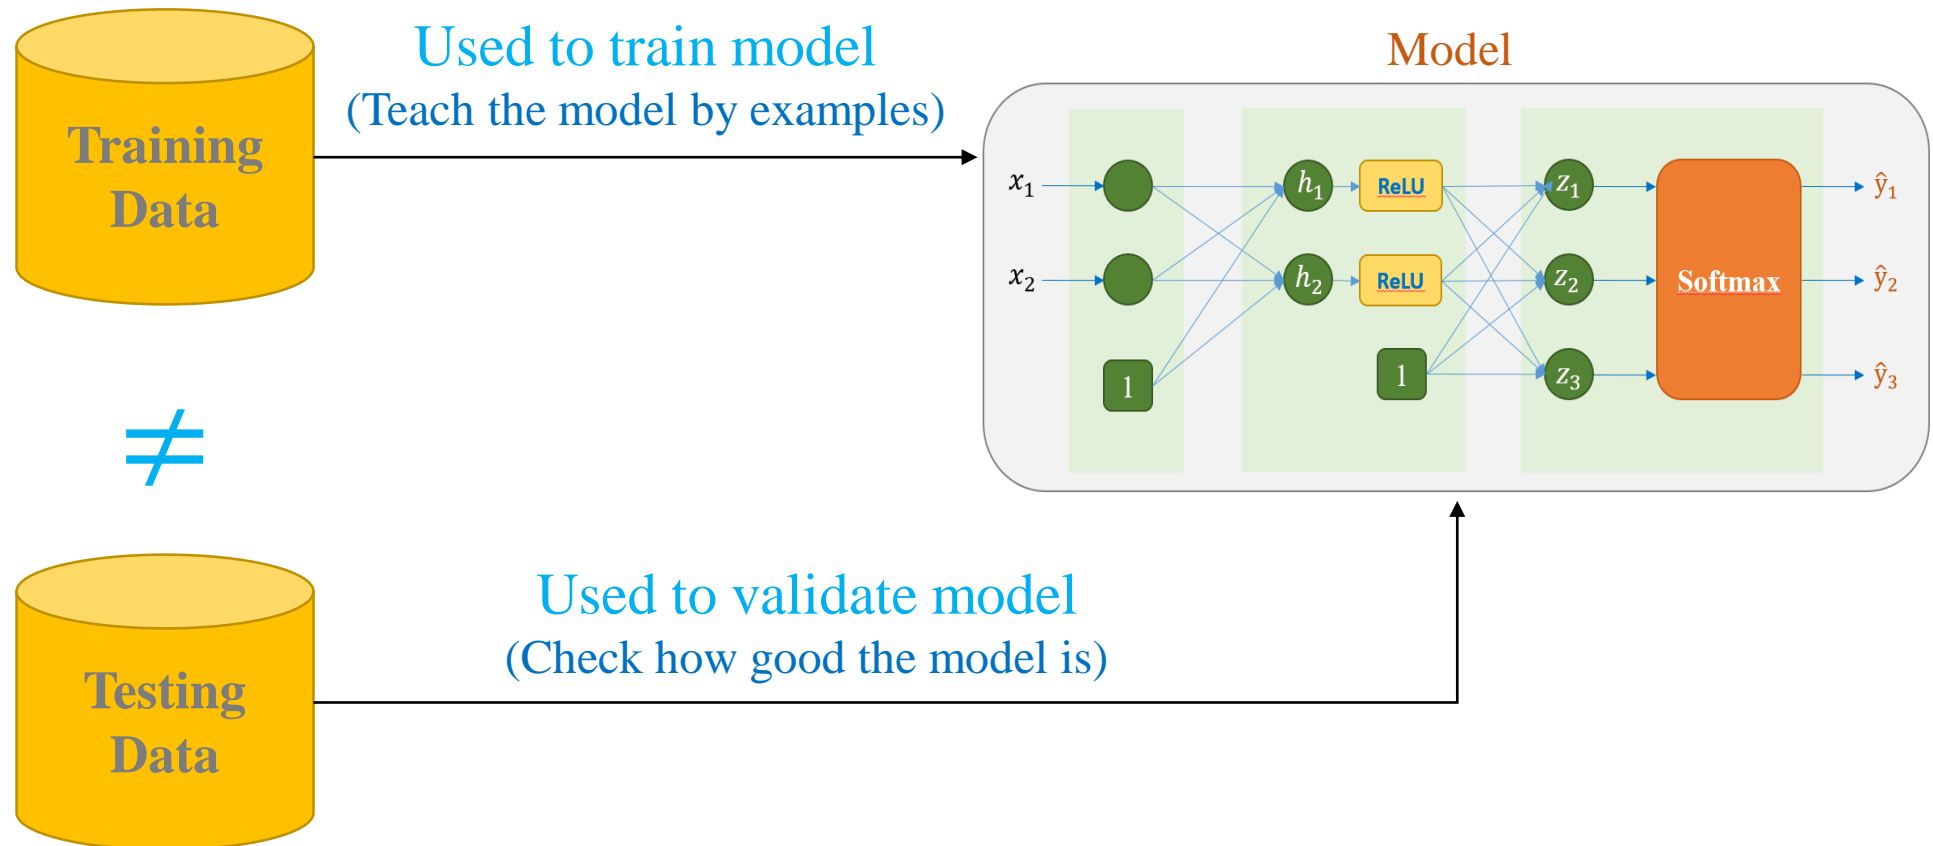 Training
Data
Used to train model
(Teach the model by examples)
Model
x₁
h₁
ReLU
z₁
ŷ₁
x₂
h₂
ReLU
z₂
Softmax
ŷ₂
1
1
z₃
ŷ₃
≠
Testing
Data
Used to validate model
(Check how good the model is)